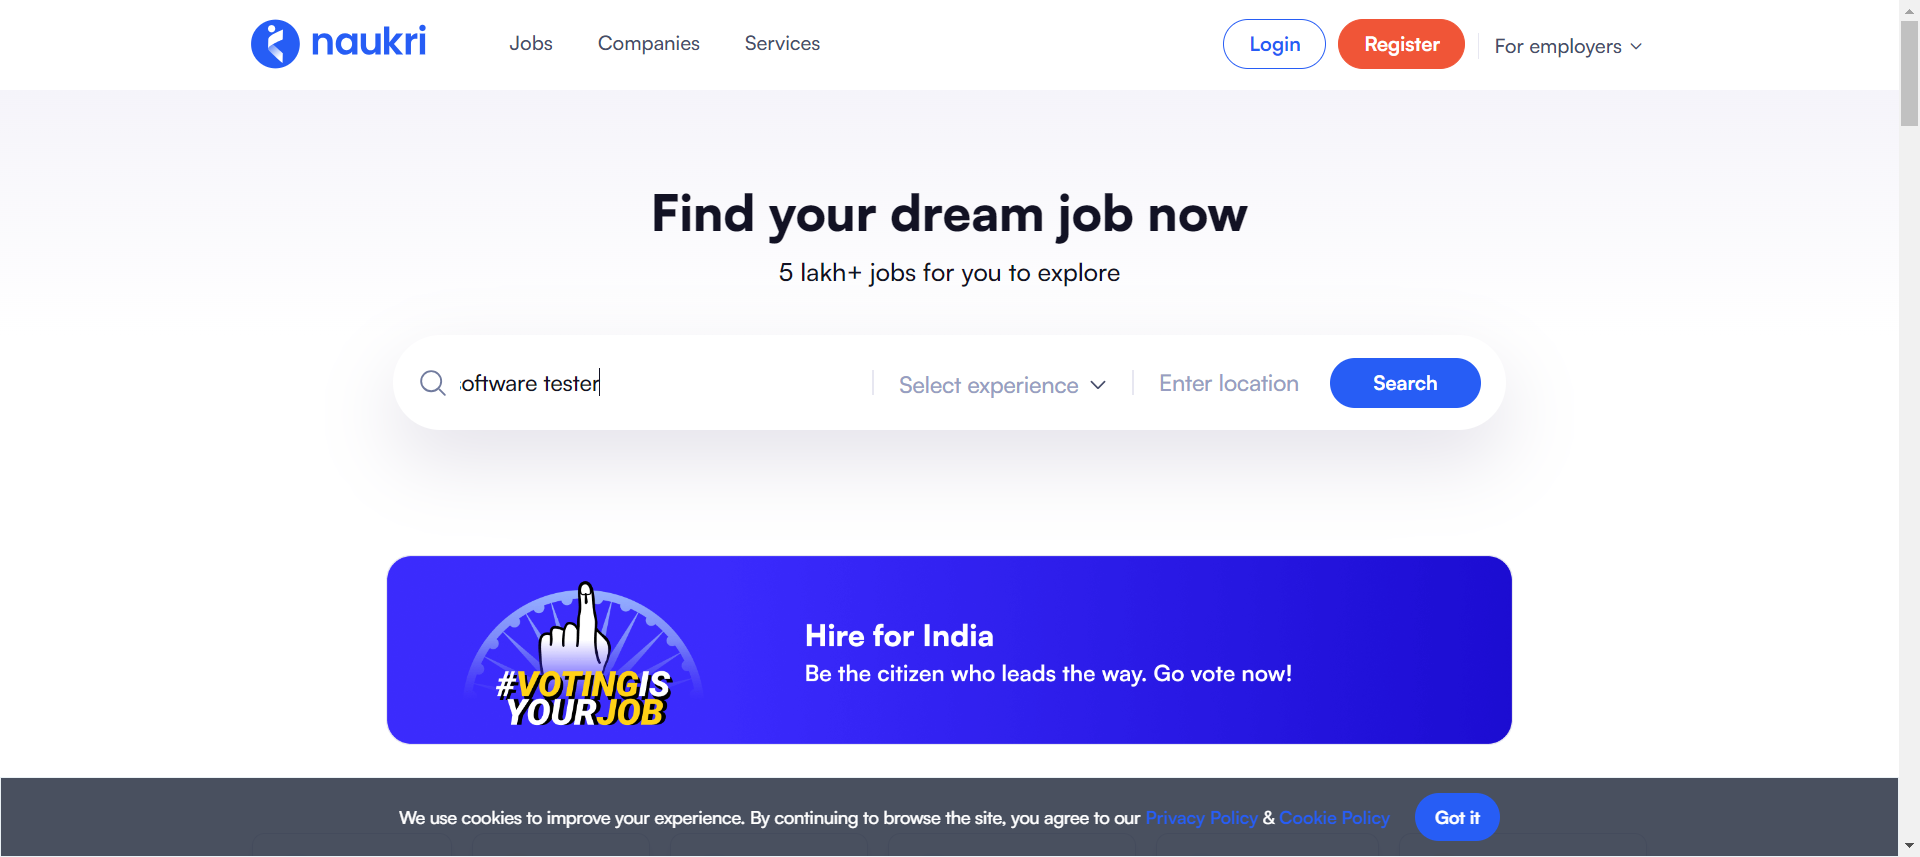 naukri
Jobs
Companies
Services
Login
Register
For employers
Find your dream job now
5 lakh+ jobs for you to explore
software tester
Select experience
Enter location
Search
#VOTINGIS
YOURJOB
Hire for India
Be the citizen who leads the way. Go vote now!
We use cookies to improve your experience. By continuing to browse the site, you agree to our Privacy Policy & Cookie Policy
Got it